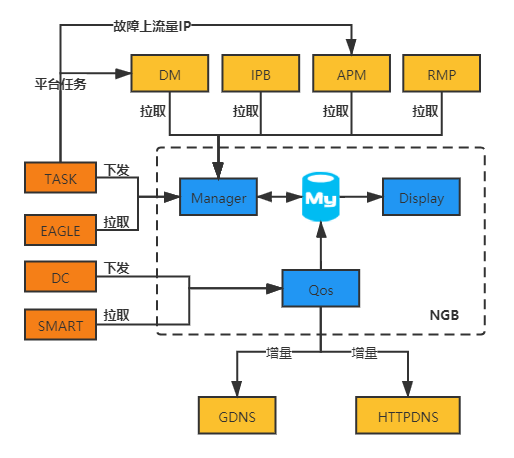 故障上流量IP
DM
IPB
APM
RMP
平台任务
拉取
拉取
拉取
拉取
TASK
下发
Manager
My
Display
EAGLE
拉取
DC
下发
Qos
SMART
拉取
NGB
增量
增量
GDNS
HTTPDNS